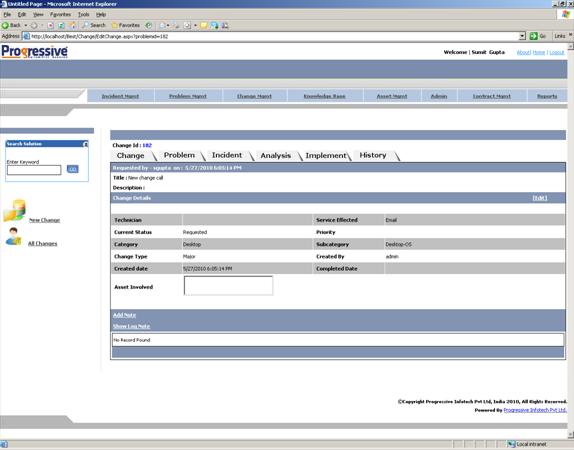 Untitled Page - Microsoft Internet Explorer
File Edit View Favorites Tools Help
Back Search Favorites
Address http://localhost/Best/Change/EditChange.aspx?problemid=182 Go Links »
Progressive
Welcome | Sumit Gupta About| Home | Logout
Incident Mgmt Problem Mgmt Change Mgmt Knowledge Base Asset Mgmt Admin Contract Mgmt Reports
Search Solution
Enter Keyword
GO
New Change
All Changes
Change Id : 182
Change Problem Incident Analysis Implement History
Requested by - sgupta on : 5/27/2010 6:05:14 PM
Title : New change call
Description :
Change Details [Edit]
Technician Service Effected Email
Current Status Requested Priority
Category Desktop Subcategory Desktop-OS
Change Type Major Created By admin
Created date 5/27/2010 6:05:14 PM Completed Date
Asset Involved
Add Note
Show Log Note
No Record Found
©Copyright Progressive Infotech Pvt Ltd, India 2010, All Rights Reserved.
Powered By Progressive Infotech Pvt Ltd.
Local intranet